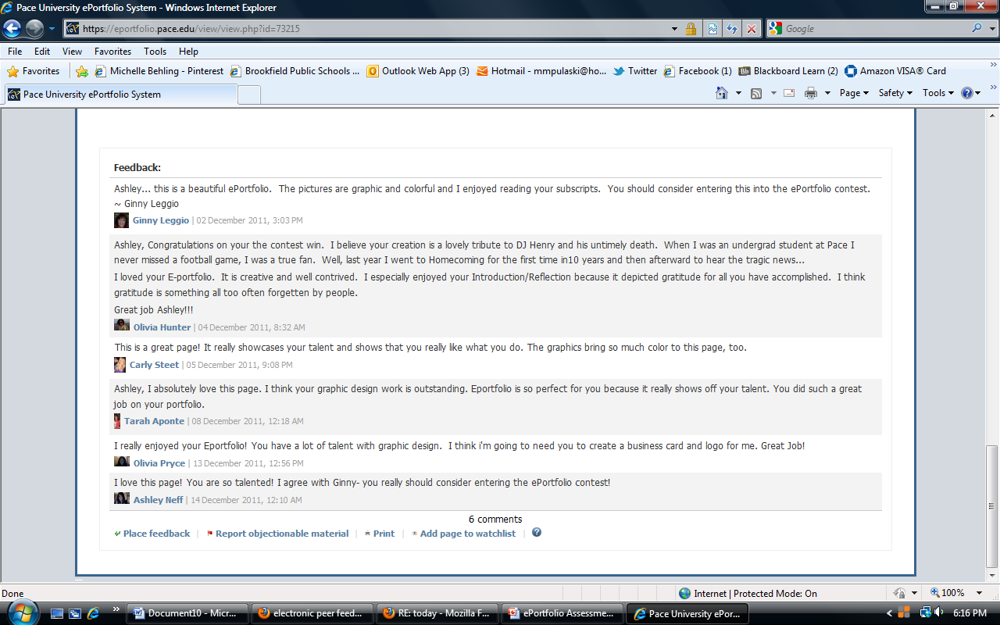 Pace University ePortfolio System - Windows Internet Explorer
https://eportfolio.pace.edu/view/view.php?id=73215
Google
File Edit View Favorites Tools Help
Favorites Michelle Behling - Pinterest Brookfield Public Schools ... Outlook Web App (3) Hotmail - mmpulaski@ho... Twitter Facebook (1) Bb Blackboard Learn (2) Amazon VISA® Card
Pace University ePortfolio System Page Safety Tools
Feedback:
Ashley... this is a beautiful ePortfolio. The pictures are graphic and colorful and I enjoyed reading your subscripts. You should consider entering this into the ePortfolio contest.
~ Ginny Leggio
Ginny Leggio | 02 December 2011, 3:03 PM
Ashley, Congratulations on your the contest win. I believe your creation is a lovely tribute to DJ Henry and his untimely death. When I was an undergrad student at Pace I
never missed a football game, I was a true fan. Well, last year I went to Homecoming for the first time in10 years and then afterward to hear the tragic news...
I loved your E-portfolio. It is creative and well contrived. I especially enjoyed your Introduction/Reflection because it depicted gratitude for all you have accomplished. I think
gratitude is something all too often forgetten by people.
Great job Ashley!!!
Olivia Hunter | 04 December 2011, 8:32 AM
This is a great page! It really showcases your talent and shows that you really like what you do. The graphics bring so much color to this page, too.
Carly Steet | 05 December 2011, 9:08 PM
Ashley, I absolutely love this page. I think your graphic design work is outstanding. Eportfolio is so perfect for you because it really shows off your talent. You did such a great
job on your portfolio.
Tarah Aponte | 08 December 2011, 12:18 AM
I really enjoyed your Eportfolio! You have a lot of talent with graphic design. I think i'm going to need you to create a business card and logo for me. Great Job!
Olivia Pryce | 13 December 2011, 12:56 PM
I love this page! You are so talented! I agree with Ginny- you really should consider entering the ePortfolio contest!
Ashley Neff | 14 December 2011, 12:10 AM
6 comments
Place feedback | Report objectionable material | Print | Add page to watchlist |
Done Internet | Protected Mode: On 100%
Document10 - Micr... electronic peer feed... RE: today - Mozilla F... ePortfolio Assessme... Pace University ePor... 6:16 PM